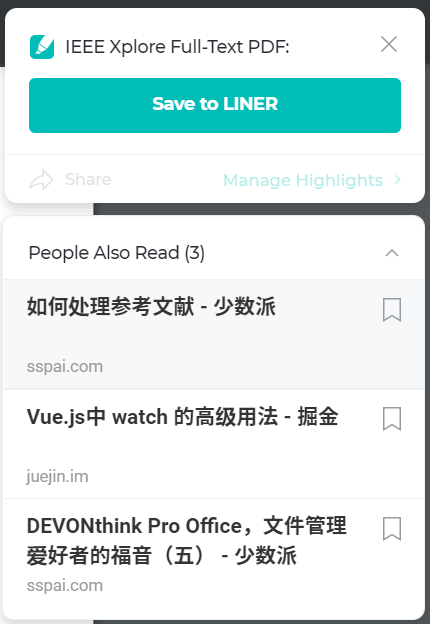 IEEE Xplore Full-Text PDF:
Save to LINER
Share
Manage Highlights
People Also Read (3)
如何处理参考文献 - 少数派
sspai.com
Vue.js中 watch 的高级用法 - 掘金
juejin.im
DEVONthink Pro Office，文件管理
爱好者的福音（五） - 少数派
sspai.com